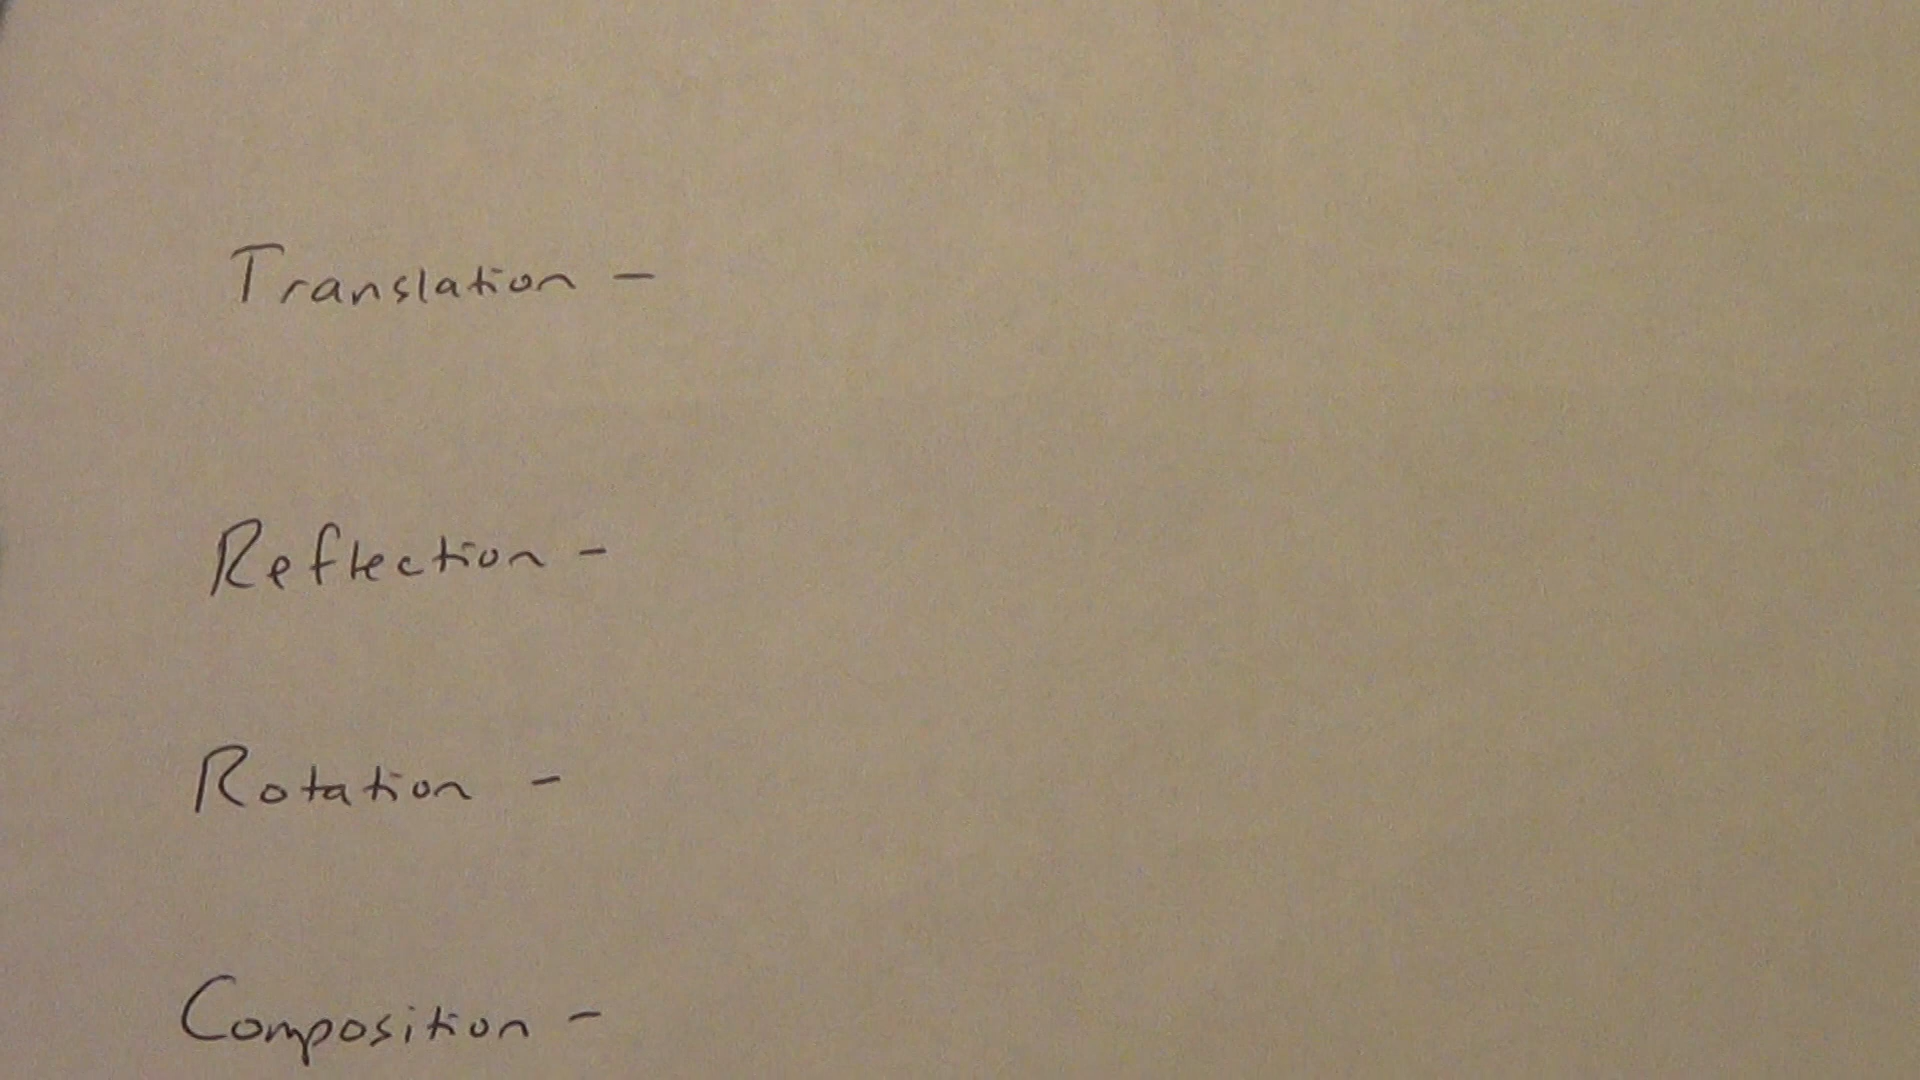 Translation -
Reflection -
Rotation -
Composition -